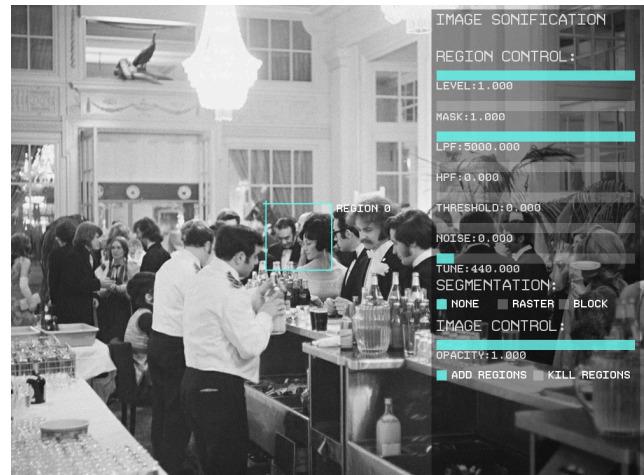 IMAGE SONIFICATION
REGION CONTROL:
LEVEL:1.000
MASK:1.000
LPF:5000.000
REGION 0
HPF:0.000
THRESHOLD:0.000
NOISE:0.000
TUNE:440.000
SEGMENTATION:
NONE RASTER BLOCK
IMAGE CONTROL:
OPACITY:1.000
ADD REGIONS KILL REGIONS